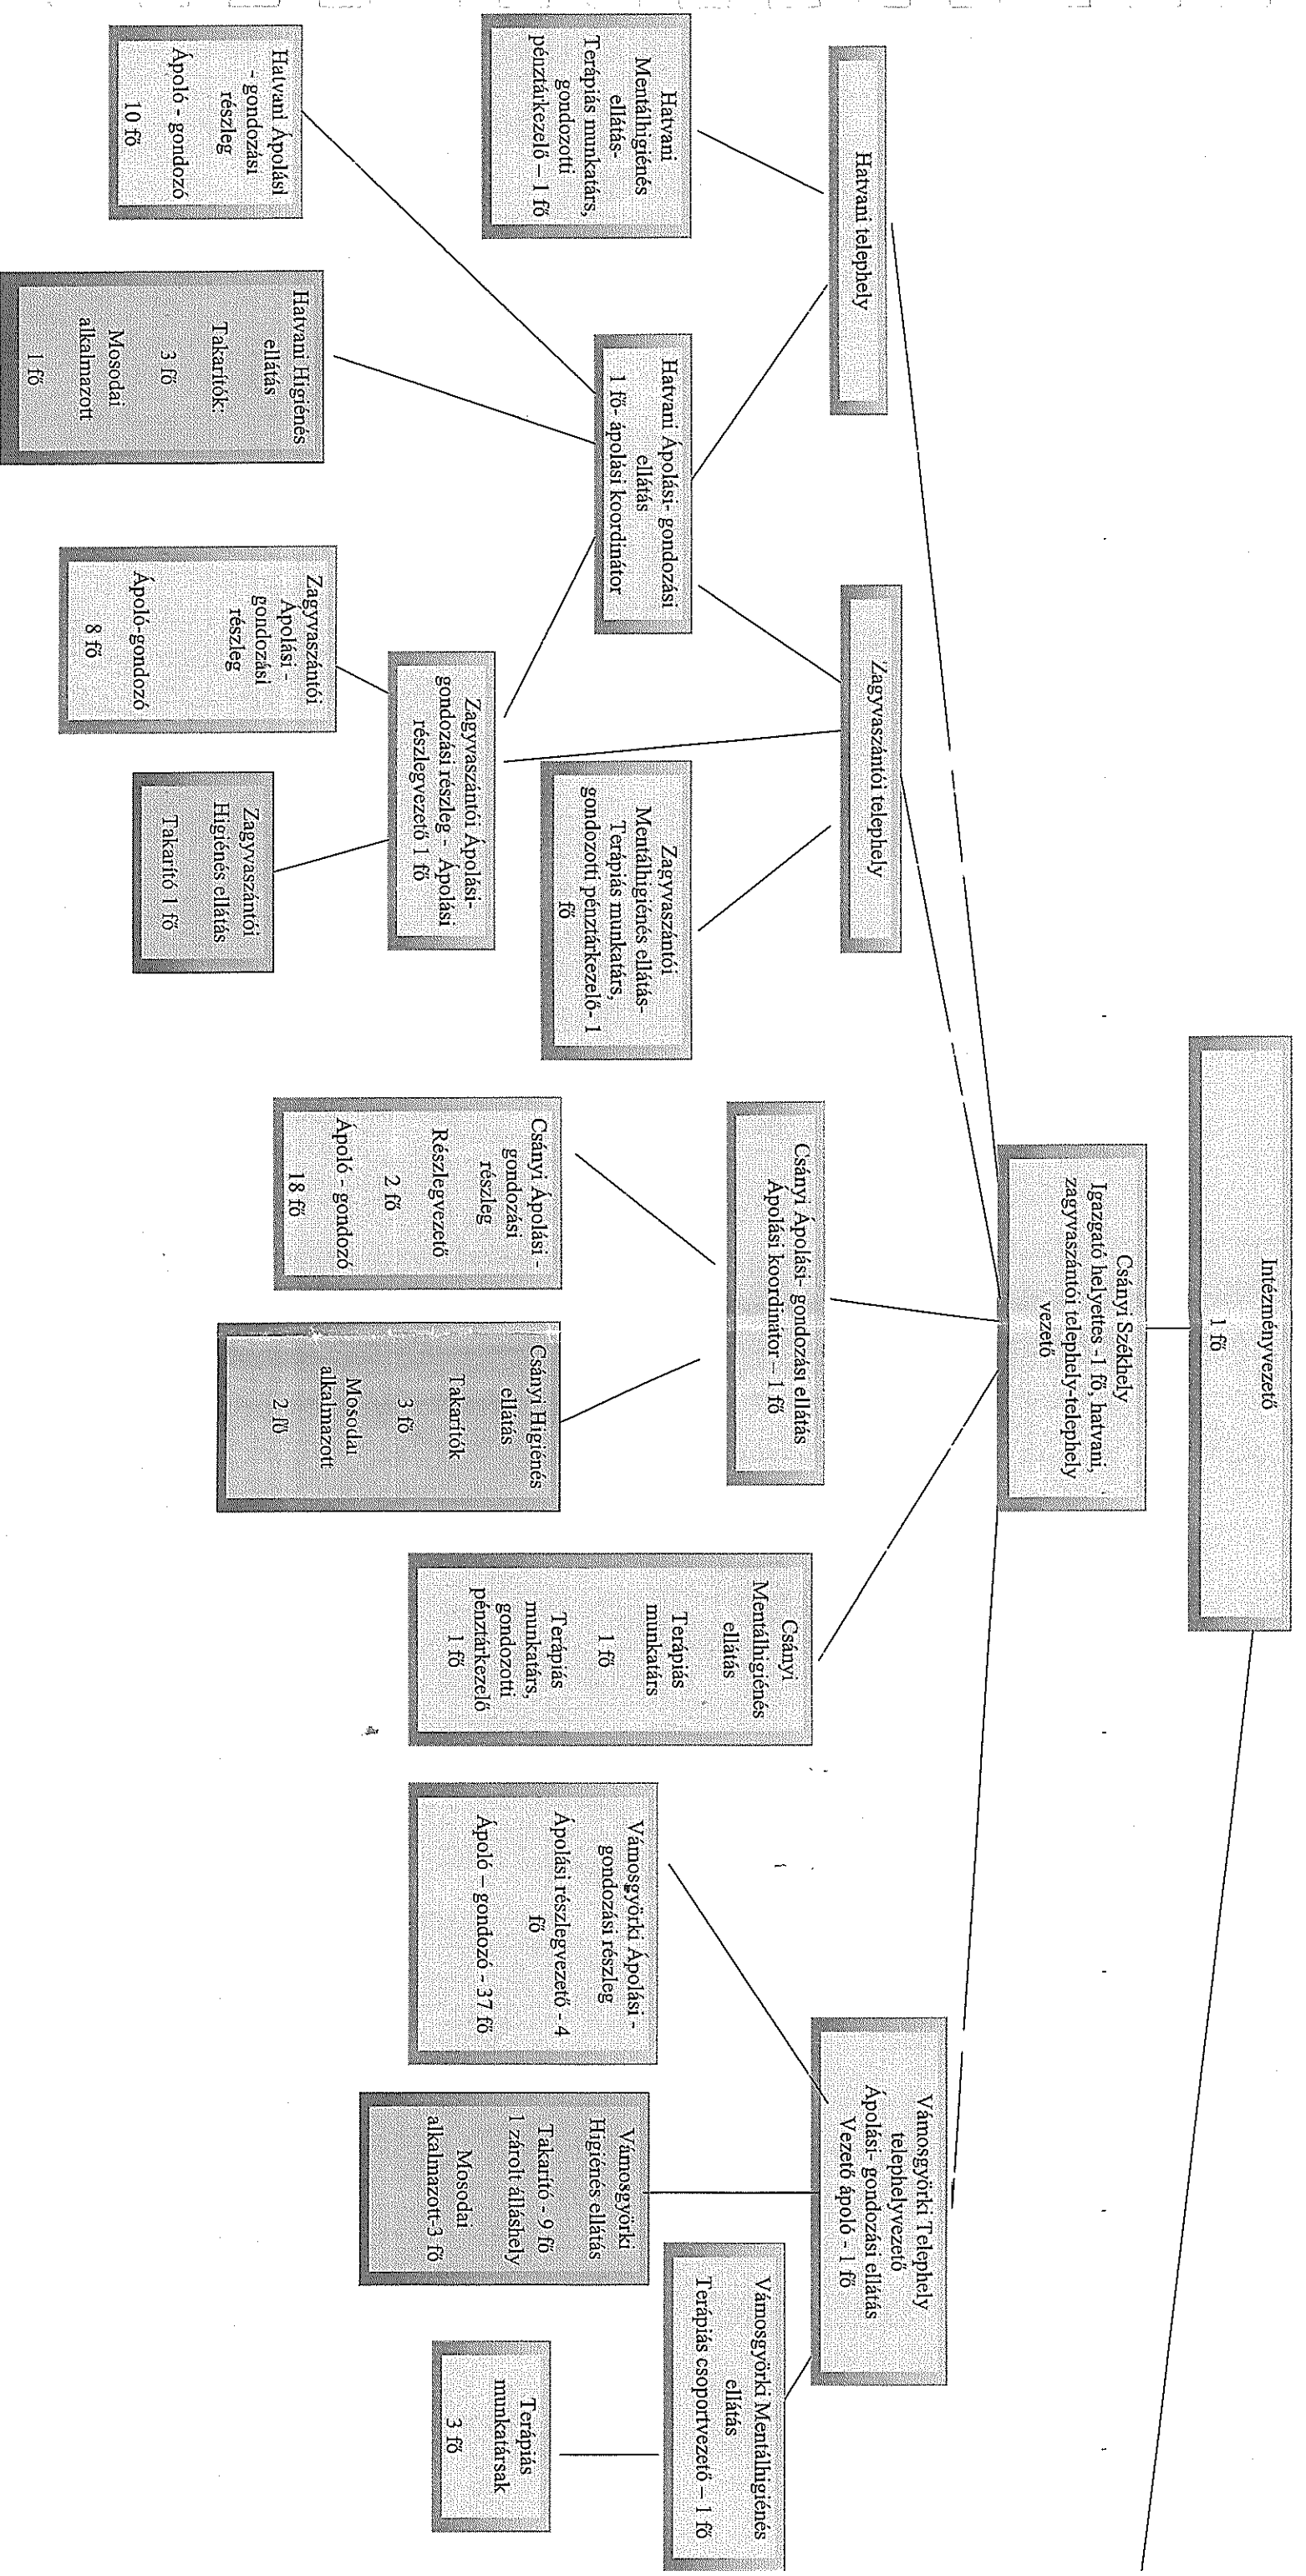 Intézményvezető
1 fő
Csányi Székhely
Igazgató helyettes -1 fő, hatvani,
zagyvaszántói telephely-telephely
vezető
Hatvani telephely
Zagyvaszántói telephely
Vámosgyörki Telephely
telephelyvezető
Ápolási- gondozási ellátás
Vezető ápoló - 1 fő
Hatvani
Mentálhigiénés
ellátás-
Terápiás munkatárs,
gondozotti
pénztárkezelő – 1 fő
Hatvani Ápolási- gondozási
ellátás
1 fő- ápolási koordinátor
Zagyvaszántói
Mentálhigiénés ellátás-
Terápiás munkatárs,
gondozotti pénztárkezelő- 1
fő
Csányi Ápolási- gondozási ellátás
Ápolási koordinátor – 1 fő
Csányi
Mentálhigiénés
ellátás
Terápiás
munkatárs
1 fő
Terápiás
munkatárs,
gondozotti
pénztárkezelő
1 fő
Vámosgyörki Mentálhigiénés
ellátás
Terápiás csoportvezető – 1 fő
Zagyvaszántói Ápolási-
gondozási részleg - Ápolási
részlegvezető 1 fő
Csányi Ápolási -
gondozási
részleg
Részlegvezető
2 fő
Ápoló - gondozó
18 fő
Csányi Higiénés
ellátás
Takarítók
3 fő
Mosodai
alkalmazott
2 fő
Vámosgyörki Ápolási -
gondozási részleg
Ápolási részlegvezető - 4
fő
Ápoló – gondozó - 37 fő
Vámosgyörki
Higiénés ellátás
Takarító - 9 fő
1 zárolt álláshely
Mosodai
alkalmazott-3 fő
Terápiás
munkatársak
3 fő
Hatvani Ápolási
- gondozási
részleg
Ápoló - gondozó
10 fő
Hatvani Higiénés
ellátás
Takarítók:
3 fő
Mosodai
alkalmazott
1 fő
Zagyvaszántói
Ápolási -
gondozási
részleg
Ápoló-gondozó
8 fő
Zagyvaszántói
Higiénés ellátás
Takarító 1 fő